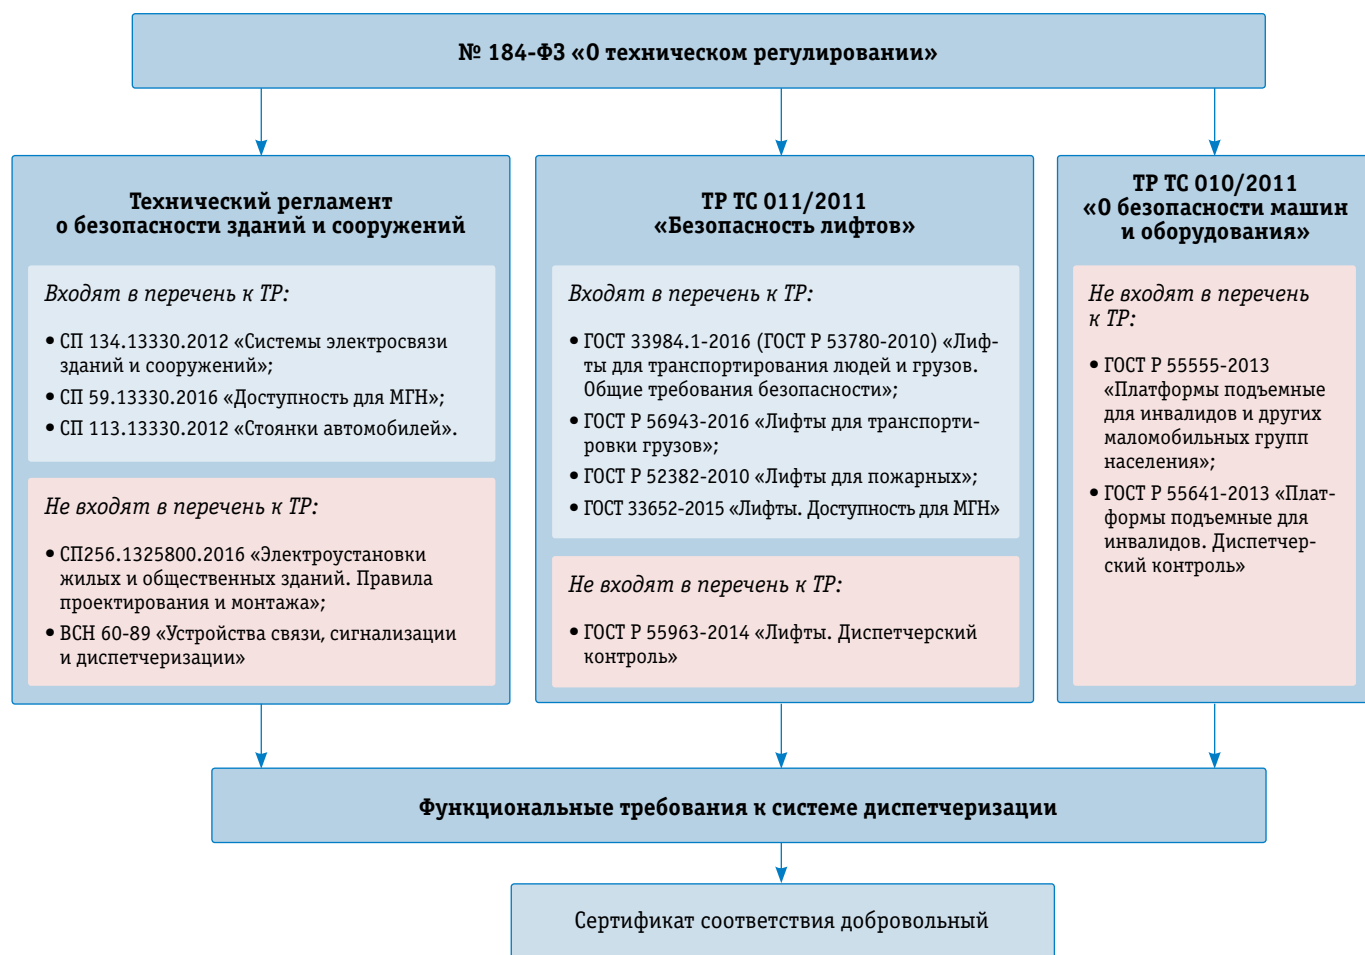 № 184-ФЗ «О техническом регулировании»
Технический регламент
о безопасности зданий и сооружений
Входят в перечень к ТР:
• СП 134.13330.2012 «Системы электросвязи
зданий и сооружений»;
• СП 59.13330.2016 «Доступность для МГН»;
• СП 113.13330.2012 «Стоянки автомобилей».
Не входят в перечень к ТР:
• СП256.1325800.2016 «Электроустановки
жилых и общественных зданий. Правила
проектирования и монтажа»;
• ВСН 60-89 «Устройства связи, сигнализации
и диспетчеризации»
ТР ТС 011/2011
«Безопасность лифтов»
Входят в перечень к ТР:
• ГОСТ 33984.1-2016 (ГОСТ Р 53780-2010) «Лиф-
ты для транспортирования людей и грузов.
Общие требования безопасности»;
• ГОСТ Р 56943-2016 «Лифты для транспорти-
ровки грузов»;
• ГОСТ Р 52382-2010 «Лифты для пожарных»;
• ГОСТ 33652-2015 «Лифты. Доступность для МГН»
Не входят в перечень к ТР:
• ГОСТ Р 55963-2014 «Лифты. Диспетчерский
контроль»
ТР ТС 010/2011
«О безопасности машин
и оборудования»
Не входят в перечень
к ТР:
• ГОСТ Р 55555-2013
«Платформы подъемные
для инвалидов и других
маломобильных групп
населения»;
• ГОСТ Р 55641-2013 «Плат-
формы подъемные для
инвалидов. Диспетчер-
ский контроль»
Функциональные требования к системе диспетчеризации
Сертификат соответствия добровольный